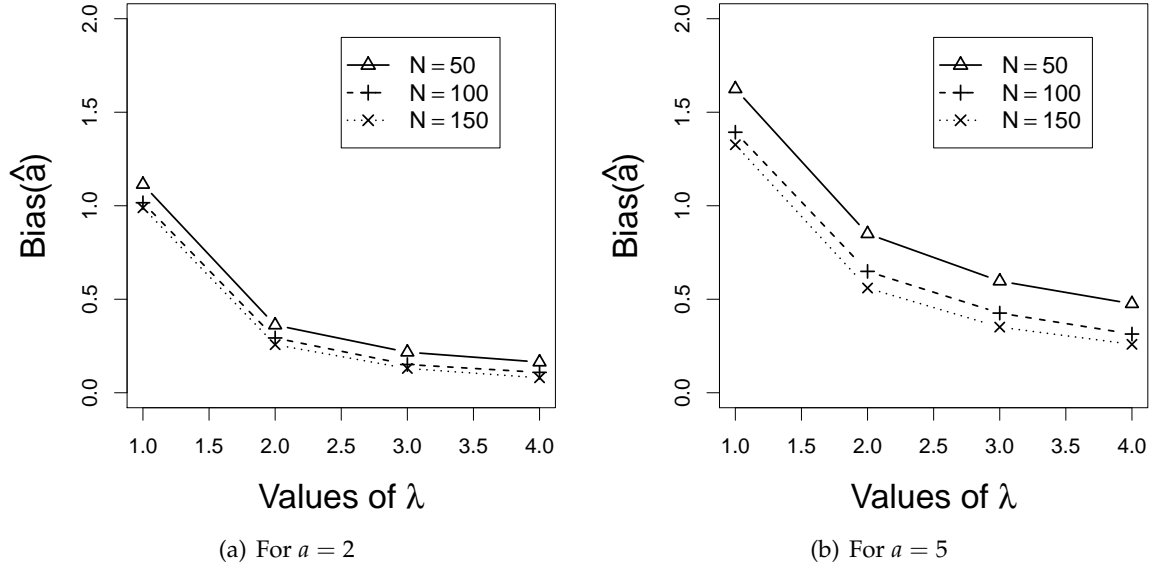 2.0
1.5
1.0
0.5
0.0
Bias(â)
N = 50
N = 100
N = 150
1.0 1.5 2.0 2.5 3.0 3.5 4.0
Values of λ
(a) For a = 2
2.0
1.5
1.0
0.5
0.0
Bias(â)
N = 50
N = 100
N = 150
1.0 1.5 2.0 2.5 3.0 3.5 4.0
Values of λ
(b) For a = 5